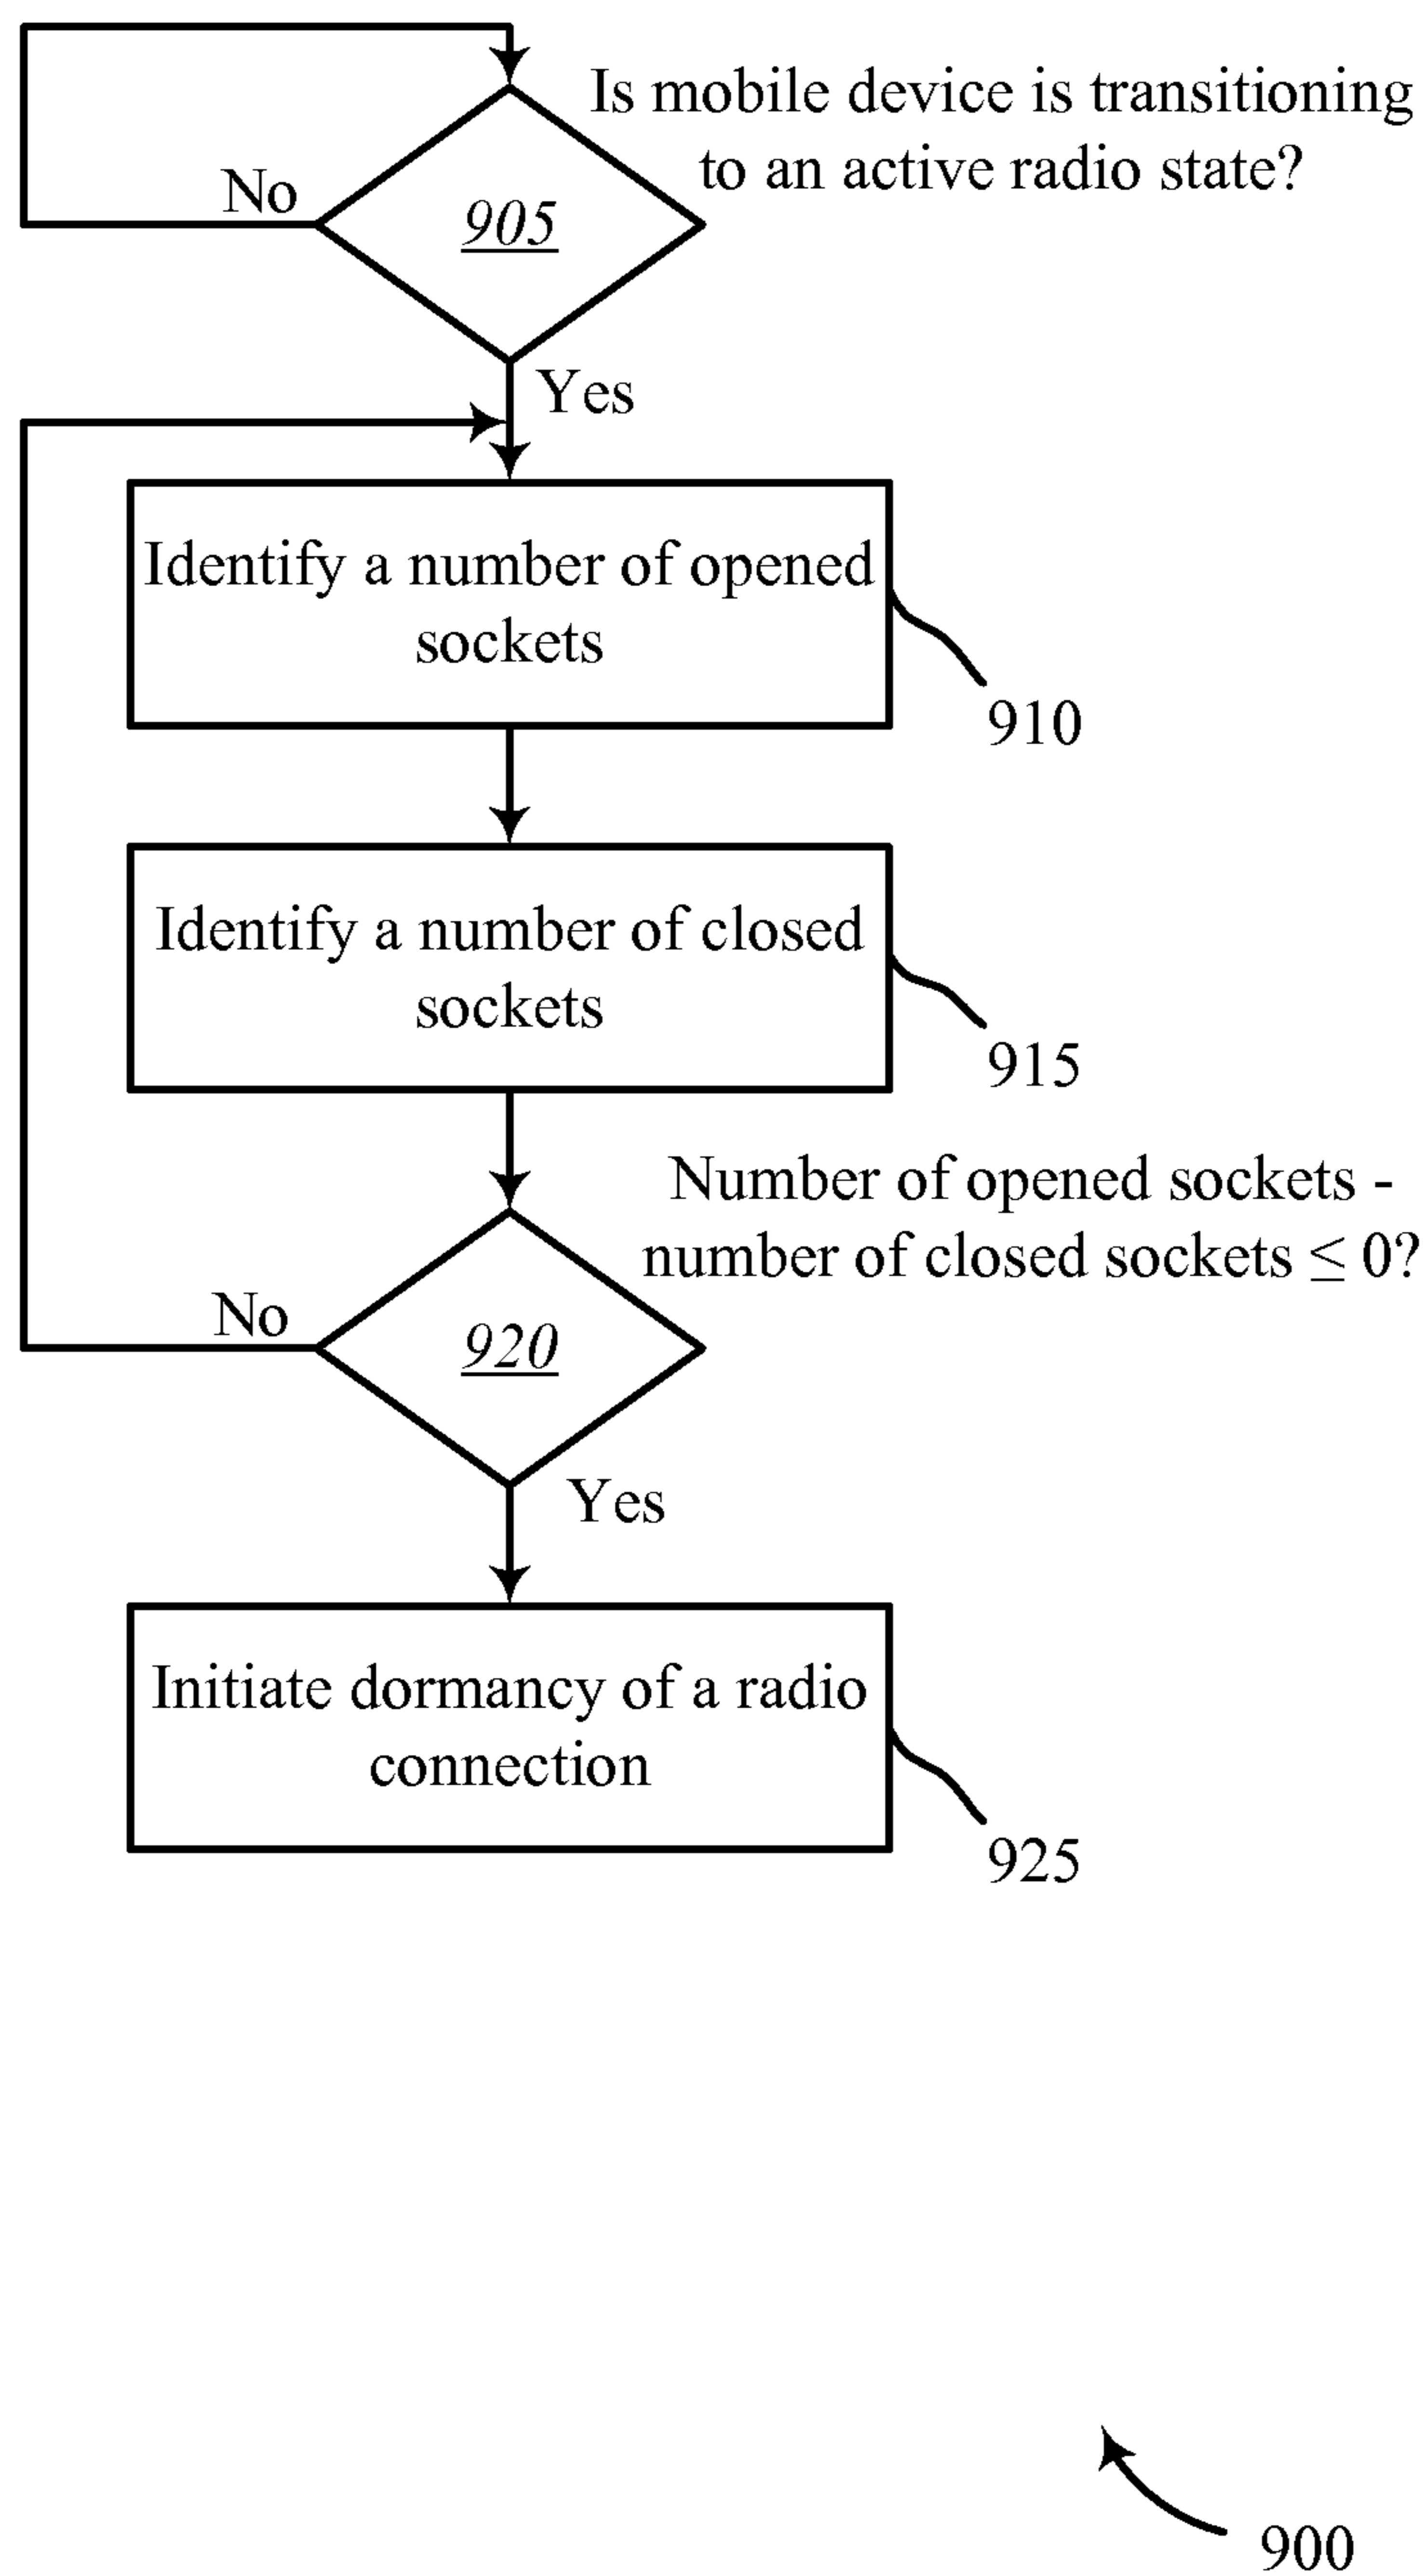 Is mobile device is transitioning
to an active radio state?
No
905
Yes
Identify a number of opened
sockets
910
Identify a number of closed
sockets
915
Number of opened sockets -
number of closed sockets ≤ 0?
No
920
Yes
Initiate dormancy of a radio
connection
925
900